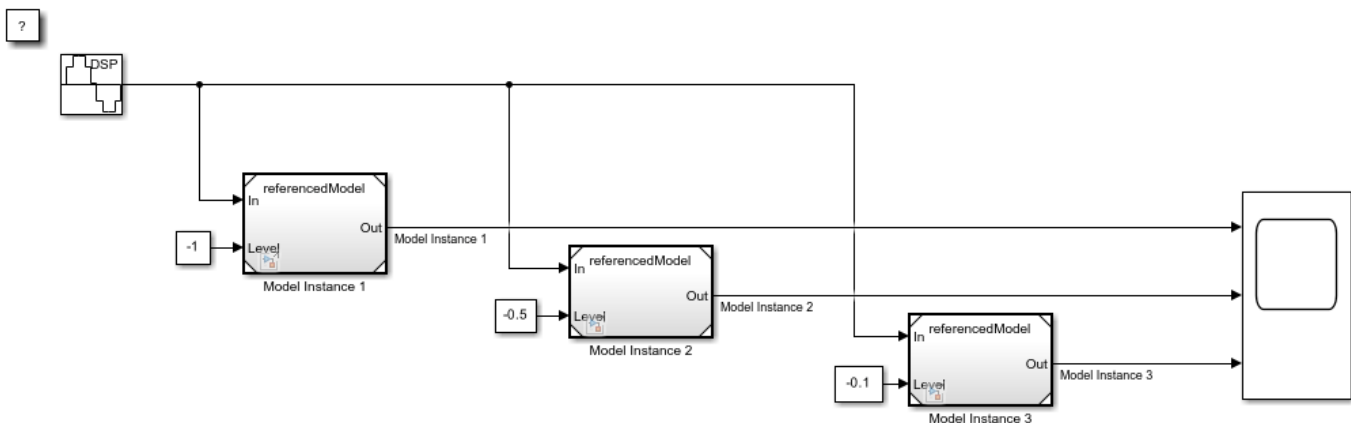 ?
DSP
referencedModel
In
Out
Level
-1
Model Instance 1
Model Instance 1
referencedModel
In
Out
Level
-0.5
Model Instance 2
Model Instance 2
referencedModel
In
Out
Level
-0.1
Model Instance 3
Model Instance 3